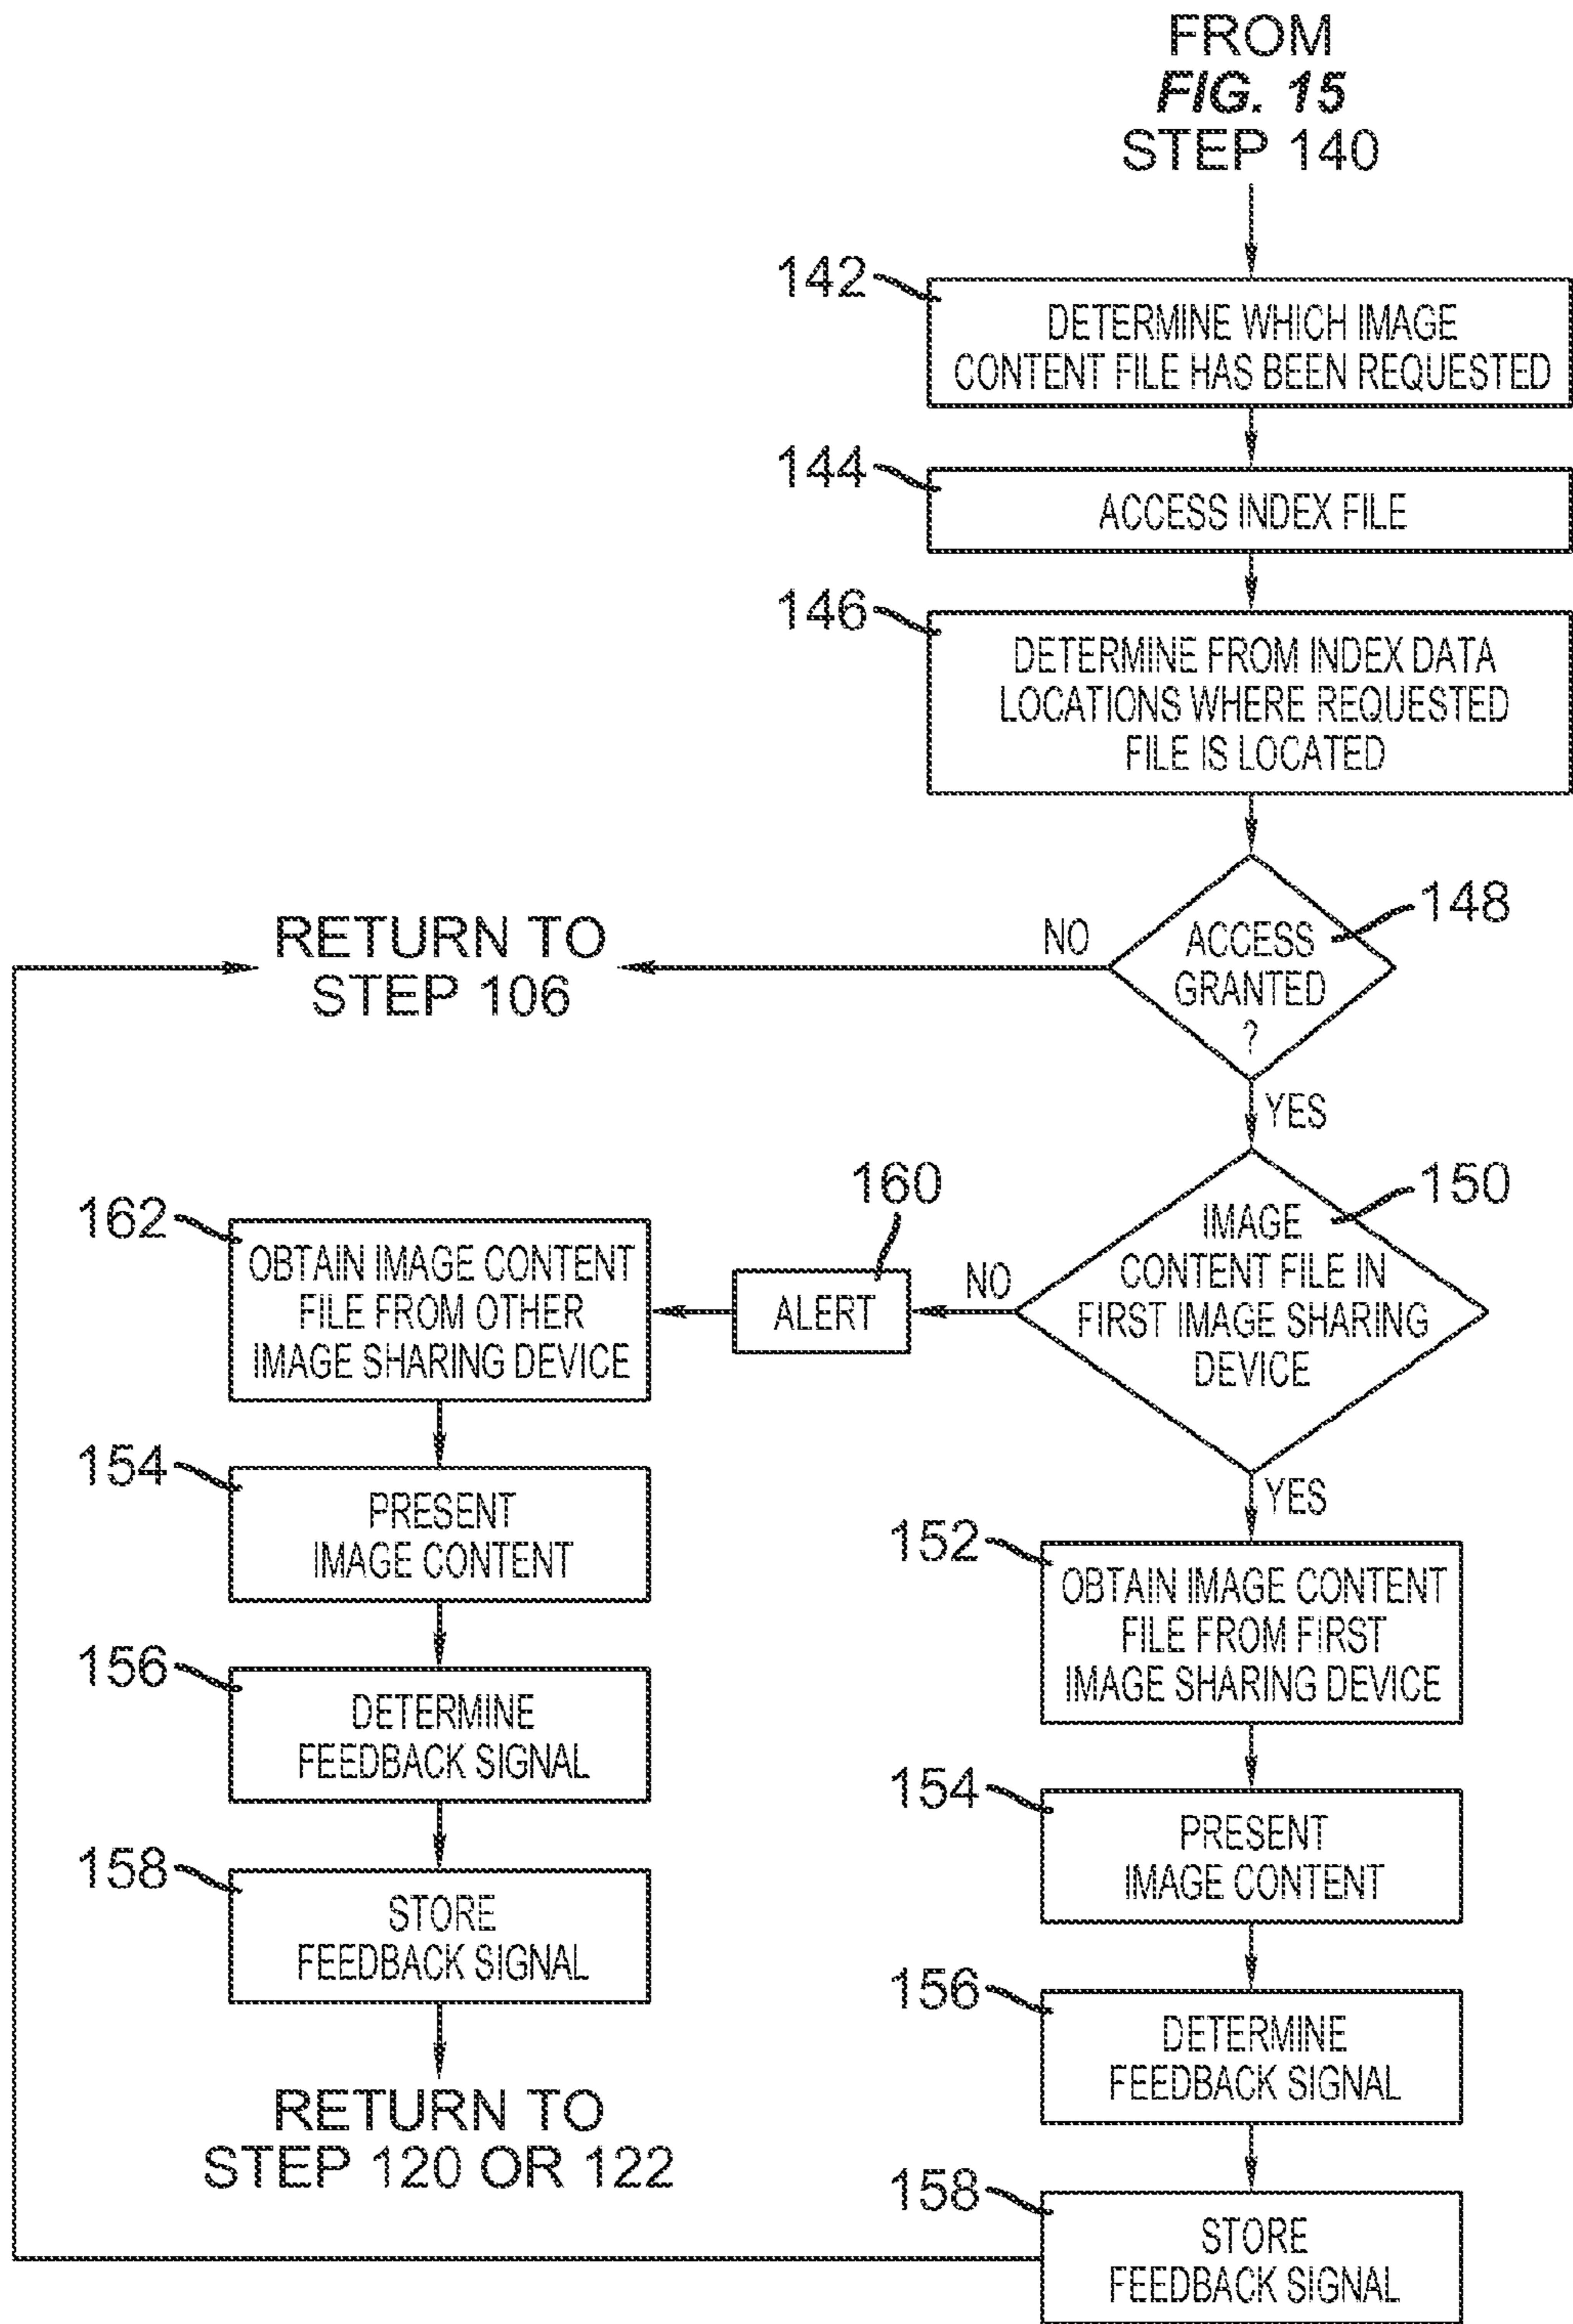 FROM
FIG. 15
STEP 140
142
DETERMINE WHICH IMAGE
CONTENT FILE HAS BEEN REQUESTED
144
ACCESS INDEX FILE
146
DETERMINE FROM INDEX DATA
LOCATIONS WHERE REQUESTED
FILE IS LOCATED
148
ACCESS
GRANTED
?
NO
RETURN TO
STEP 106
YES
150
IMAGE
CONTENT FILE IN
FIRST IMAGE SHARING
DEVICE
NO
160
ALERT
162
OBTAIN IMAGE CONTENT
FILE FROM OTHER
IMAGE SHARING DEVICE
154
PRESENT
IMAGE CONTENT
156
DETERMINE
FEEDBACK SIGNAL
158
STORE
FEEDBACK SIGNAL
RETURN TO
STEP 120 OR 122
YES
152
OBTAIN IMAGE CONTENT
FILE FROM FIRST
IMAGE SHARING DEVICE
154
PRESENT
IMAGE CONTENT
156
DETERMINE
FEEDBACK SIGNAL
158
STORE
FEEDBACK SIGNAL